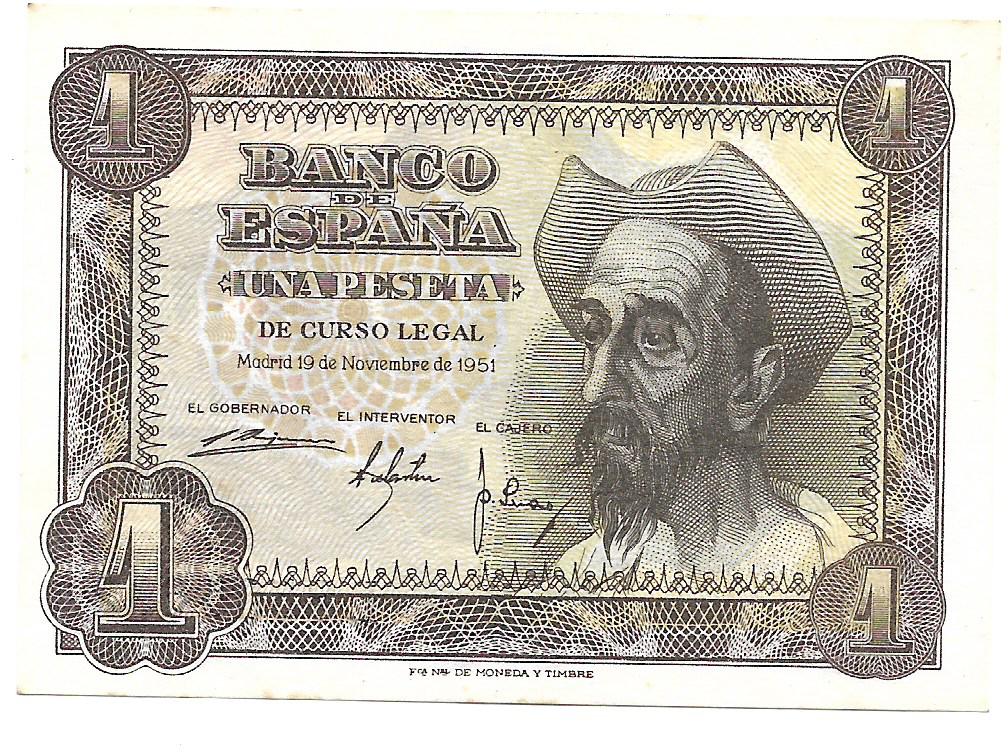 1
1
BANCO
DE
ESPAÑA
UNA PESETA
DE CURSO LEGAL
Madrid 19 de Noviembre de 1951
EL GOBERNADOR
EL INTERVENTOR
EL CAJERO
1
1
Fca Nal DE MONEDA Y TIMBRE